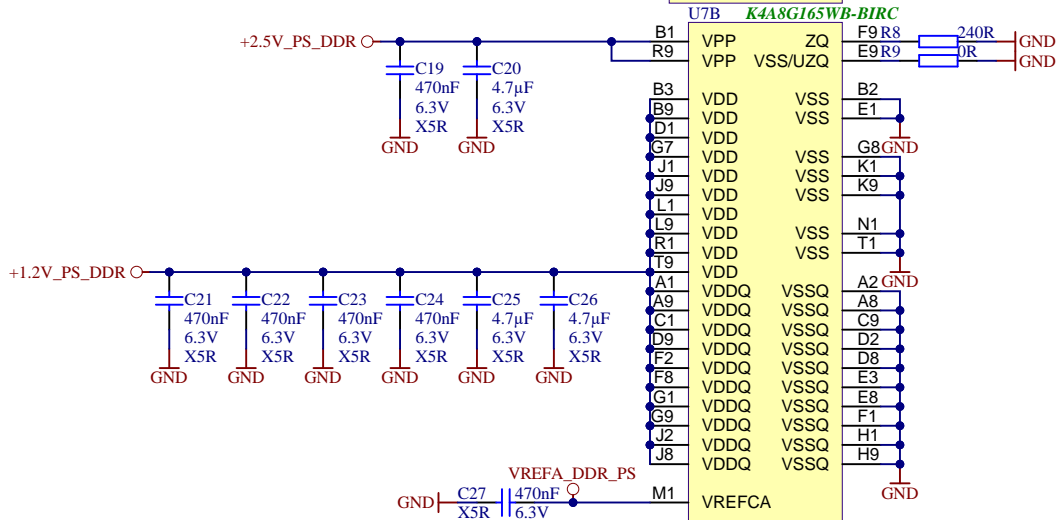 U7B K4A8G165WB-BIRC
+2.5V_PS_DDR B1 VPP ZQ F9 R8 240R GND
R9 VPP VSS/UZQ E9 R9 0R GND
C19 C20
470nF 4.7µF
6.3V 6.3V
X5R X5R
GND GND
B3 VDD VSS B2
B9 VDD VSS E1
D1 VDD GND
G7 VDD VSS G8
J1 VDD VSS K1
J9 VDD VSS K9
L1 VDD
L9 VDD VSS N1
R1 VDD VSS T1
+1.2V_PS_DDR T9 VDD GND
A1 VDDQ VSSQ A2
A9 VDDQ VSSQ A8
C1 VDDQ VSSQ C9
D9 VDDQ VSSQ D2
F2 VDDQ VSSQ D8
F8 VDDQ VSSQ E3
G1 VDDQ VSSQ E8
G9 VDDQ VSSQ F1
J2 VDDQ VSSQ H1
J8 VDDQ VSSQ H9
GND
C21 C22 C23 C24 C25 C26
470nF 470nF 470nF 470nF 4.7µF 4.7µF
6.3V 6.3V 6.3V 6.3V 6.3V 6.3V
X5R X5R X5R X5R X5R X5R
GND GND GND GND GND GND
VREFA_DDR_PS
GND C27 470nF M1 VREFCA
X5R 6.3V